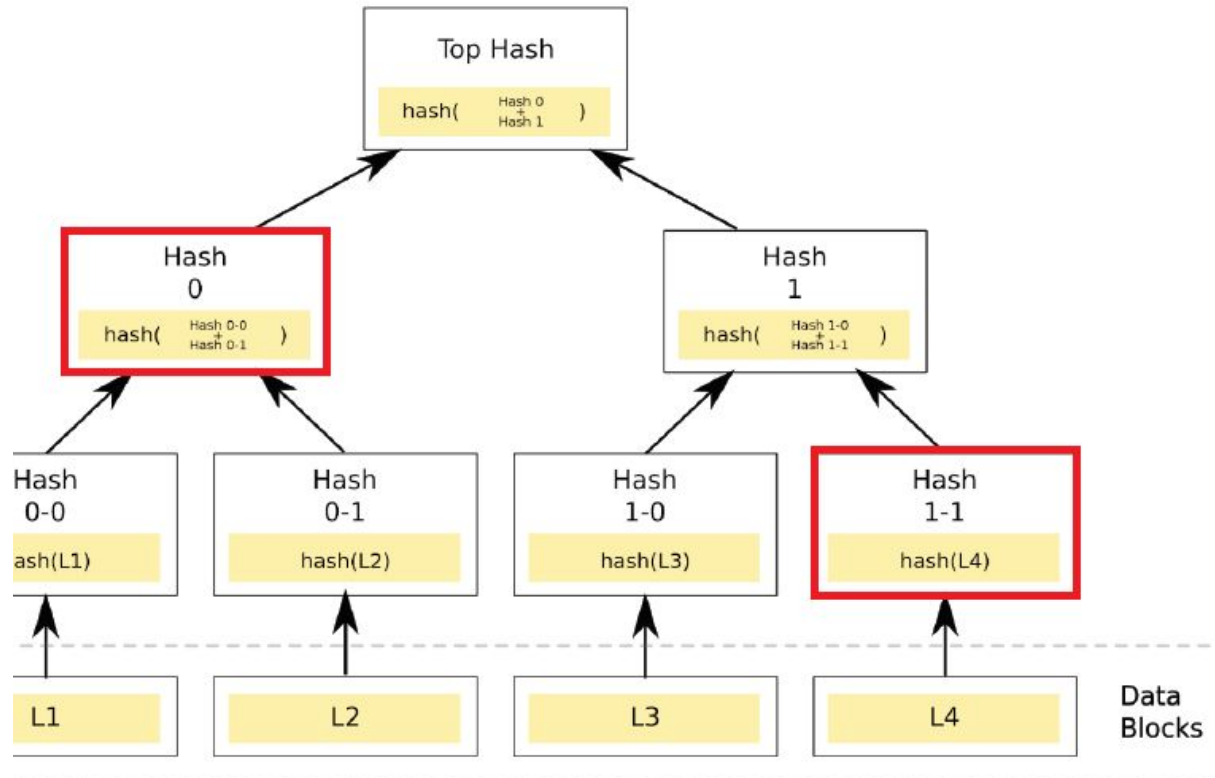 Top Hash
hash( Hash 0 + Hash 1 )
Hash
0
hash( Hash 0-0 + Hash 0-1 )
Hash
1
hash( Hash 1-0 + Hash 1-1 )
Hash
0-0
ash(L1)
Hash
0-1
hash(L2)
Hash
1-0
hash(L3)
Hash
1-1
hash(L4)
L1
L2
L3
L4
Data
Blocks